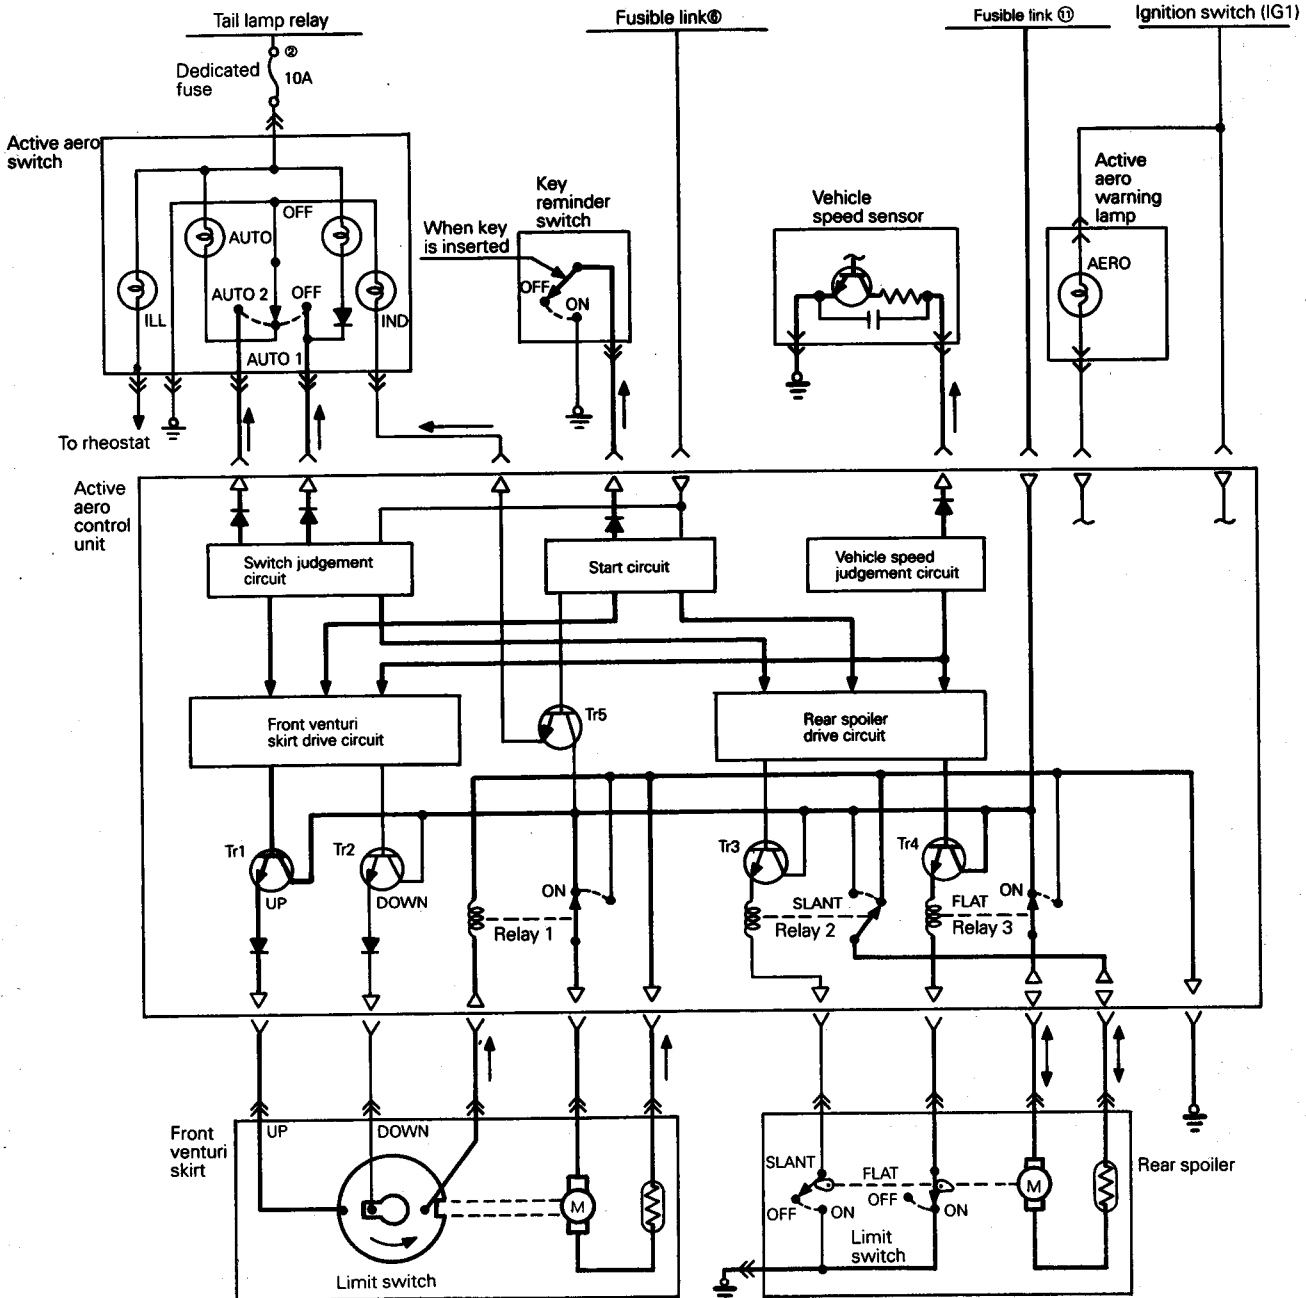 Tail lamp relay
Fusible link⑥
Fusible link ⑪
Ignition switch (IG1)
②
Dedicated
fuse
10A
Active aero
switch
OFF
AUTO
AUTO 2
OFF
ILL
IND
AUTO 1
To rheostat
Key
reminder
switch
When key
is inserted
OFF
ON
Vehicle
speed sensor
Active
aero
warning
lamp
AERO
Active
aero
control
unit
Switch judgement
circuit
Start circuit
Vehicle speed
judgement circuit
Front venturi
skirt drive circuit
Tr5
Rear spoiler
drive circuit
Tr1
UP
Tr2
DOWN
ON
Relay 1
Tr3
SLANT
Relay 2
Tr4
FLAT
Relay 3
ON
Front
venturi
skirt
UP
DOWN
M
Limit switch
SLANT
FLAT
OFF
ON
OFF
ON
Limit
switch
M
Rear spoiler